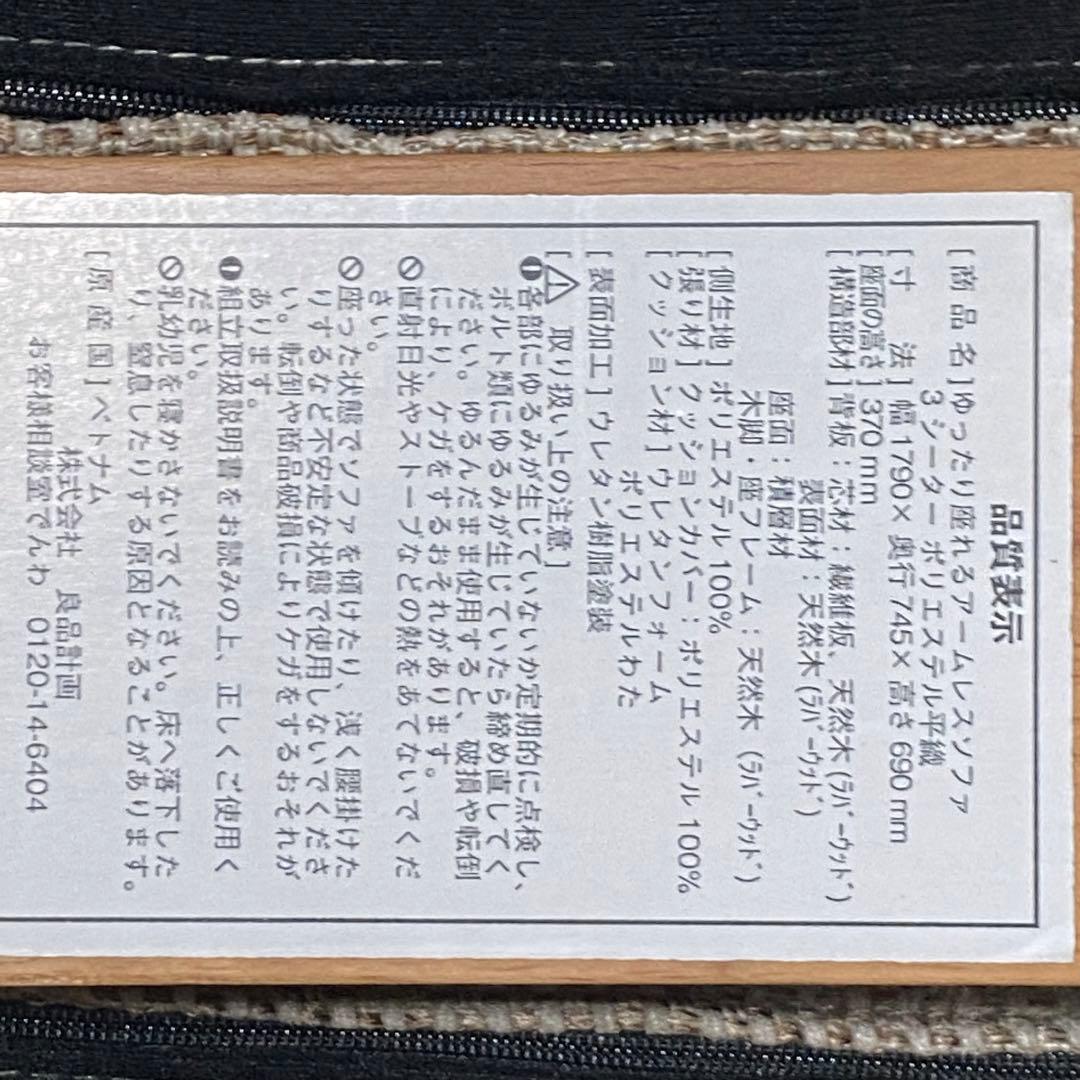 品質表示
[商 品 名]ゆったり座れるアームレスソファ
3シーター ポリエステル平織
[寸　　法]幅1790×奥行745×高さ690mm
[座面の高さ]370mm
[構造部材]背板：芯材：繊維板、天然木(ﾗﾊﾞｰｳｯﾄﾞ)
表面材：天然木(ﾗﾊﾞｰｳｯﾄﾞ)
座面：積層材
木脚・座フレーム：天然木(ﾗﾊﾞｰｳｯﾄﾞ)
[側生地]ポリエステル100%
[張り材]クッションカバー：ポリエステル100%
[クッション材]ウレタンフォーム
ポリエステルわた
[表面加工]ウレタン樹脂塗装
[⚠ 取り扱い上の注意]
各部にゆるみが生じていないか定期的に点検し、
ボルト類にゆるみが生じていたら締め直してく
ださい。ゆるんだまま使用すると、破損や転倒
により、ケガをするおそれがあります。
直射日光やストーブなどの熱をあてないでくだ
さい。
座った状態でソファを傾けたり、浅く腰掛けた
りするなど不安定な状態で使用しないでくださ
い。転倒や商品破損によりケガをするおそれが
あります。
組立取扱説明書をお読みの上、正しくご使用く
ださい。
乳幼児を寝かさないでください。床へ落下した
り、窒息したりする原因となることがあります。
[原 産 国]ベトナム
株式会社 良品計画
お客様相談室でんわ 0120-14-6404